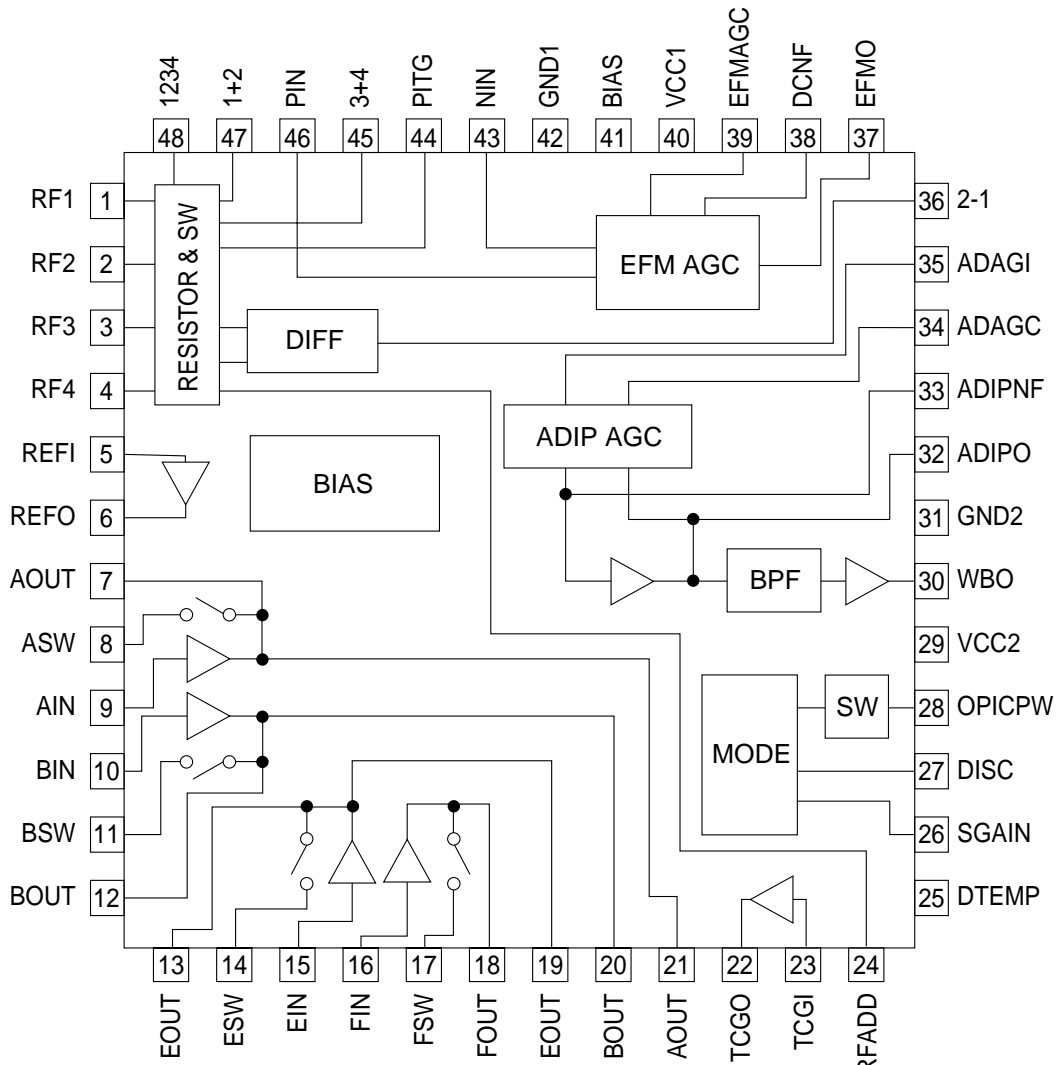 1234
1+2
PIN
3+4
PITG
NIN
GND1
BIAS
VCC1
EFMAGC
DCNF
EFMO
48
47
46
45
44
43
42
41
40
39
38
37
RF1 1
RF2 2
RF3 3
RF4 4
REFI 5
REFO 6
AOUT 7
ASW 8
AIN 9
BIN 10
BSW 11
BOUT 12
RESISTOR & SW
DIFF
EFM AGC
ADIP AGC
BIAS
BPF
MODE
SW
36 2-1
35 ADAGI
34 ADAGC
33 ADIPNF
32 ADIPO
31 GND2
30 WBO
29 VCC2
28 OPICPW
27 DISC
26 SGAIN
25 DTEMP
13
14
15
16
17
18
19
20
21
22
23
24
EOUT
ESW
EIN
FIN
FSW
FOUT
EOUT
BOUT
AOUT
TCGO
TCGI
RFADD